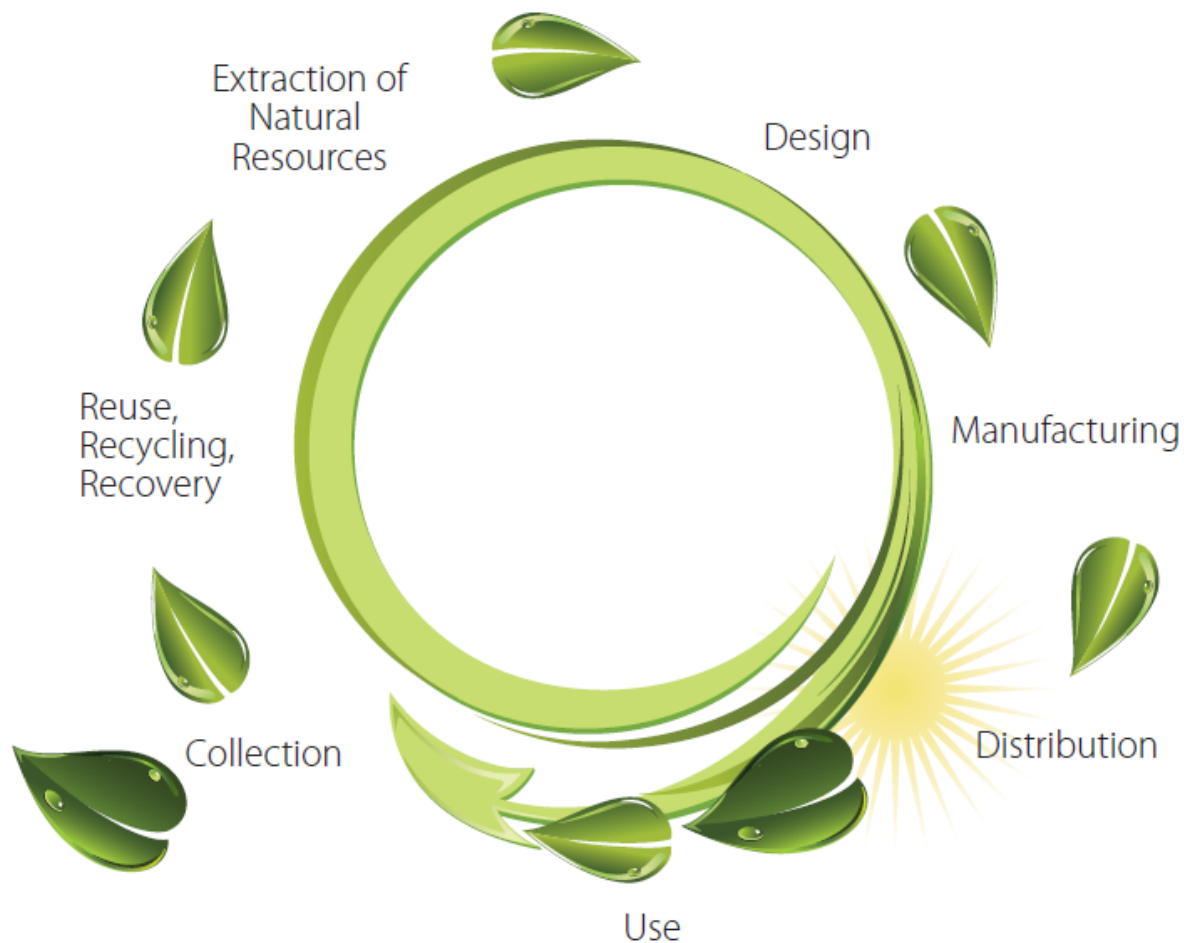 Extraction of
Natural
Resources
Design
Manufacturing
Distribution
Use
Collection
Reuse,
Recycling,
Recovery